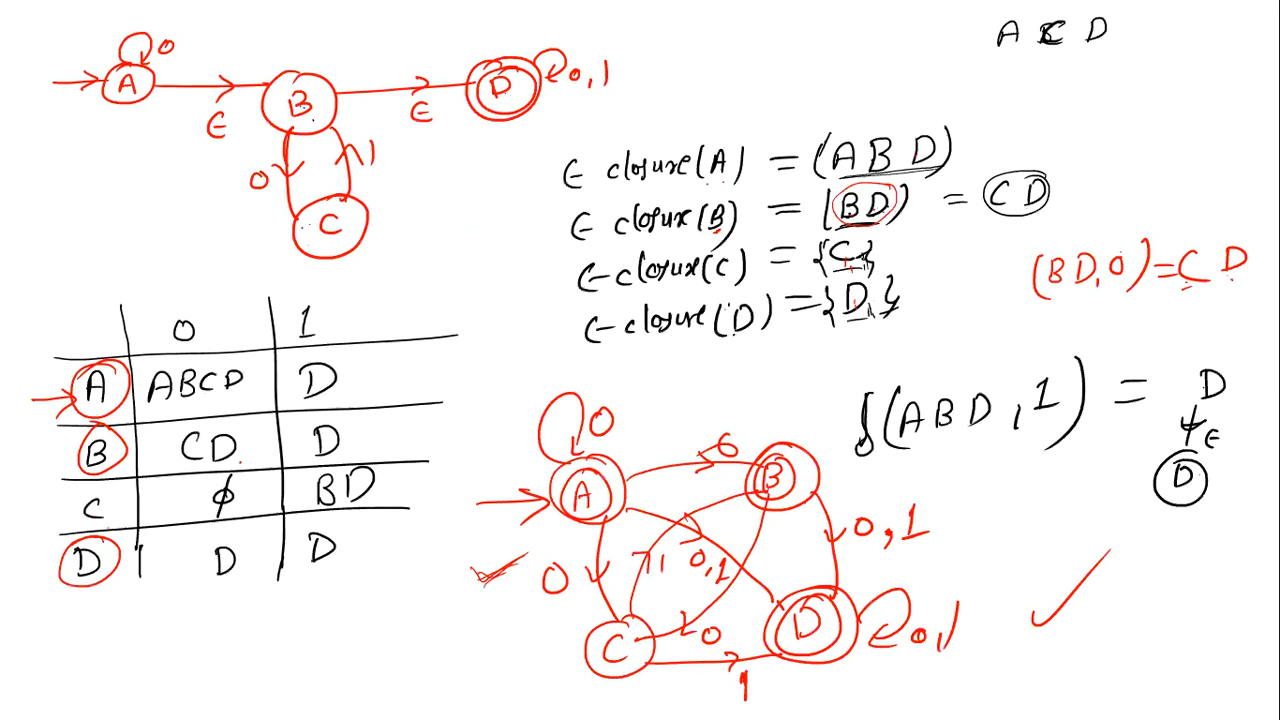 A C D
0
A
∈
B
∈
D
0,1
0
1
C
∈ closure(A) = (A B D)
∈ closure(B) = {BD} = CD
∈-closure(C) = {C}
∈-closure(D) = {D}
(BD,0)=CD
0 1
A ABCD D
B CD D
C ϕ BD
D D D
δ(ABD,1) = D
∈
D
0
A
B
0,1
0
1
0,1
0
C
1
D
0,1